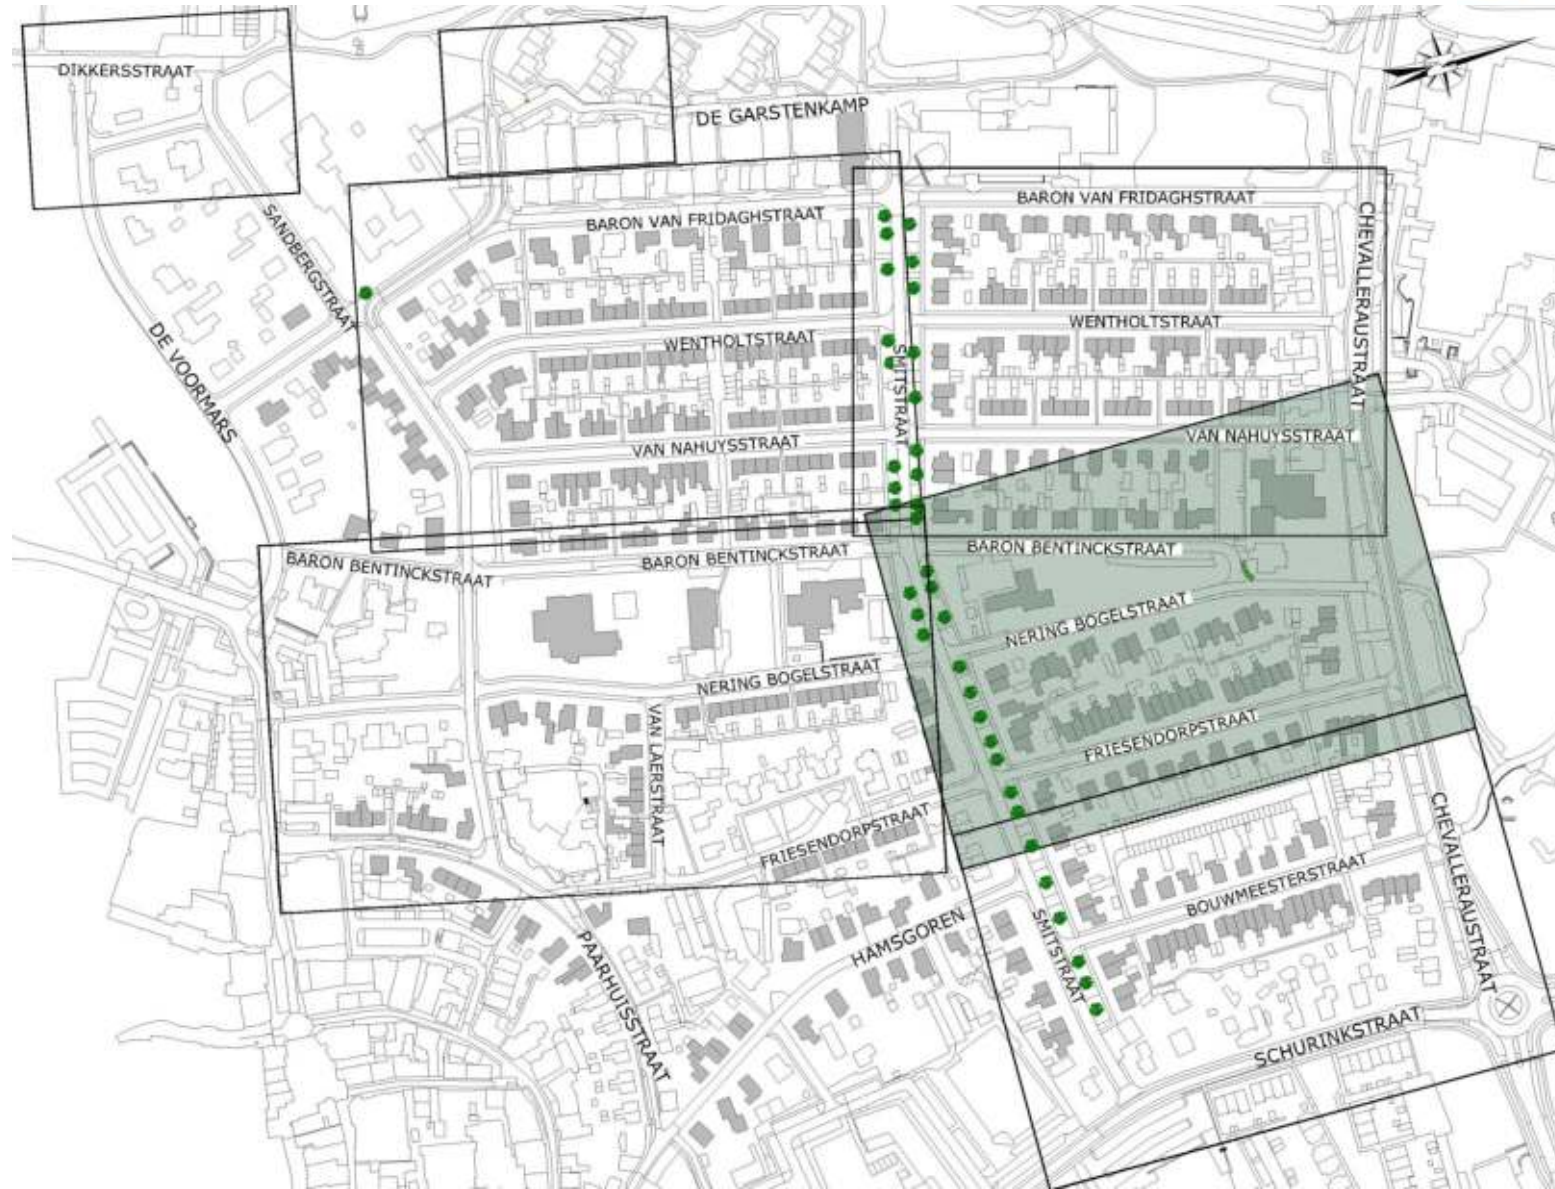 DIKKERSSTRAAT
DE GARSTENKAMP
BARON VAN FRIDAGHSTRAAT
BARON VAN FRIDAGHSTRAAT
SANDBERGSTRAAT
CHEVALLERAUSTRAAT
DE VOORMARS
WENTHOLTSTRAAT
WENTHOLTSTRAAT
SMITSTRAAT
VAN NAHUYSSTRAAT
VAN NAHUYSSTRAAT
BARON BENTINCKSTRAAT
BARON BENTINCKSTRAAT
BARON BENTINCKSTRAAT
NERING BOGELSTRAAT
NERING BOGELSTRAAT
VAN LAERSTRAAT
FRIESENDORPSTRAAT
FRIESENDORPSTRAAT
CHEVALLERAUSTRAAT
BOUWMEESTERSTRAAT
HAMSGOREN
SMITSTRAAT
PAARHUISSTRAAT
SCHURINKSTRAAT